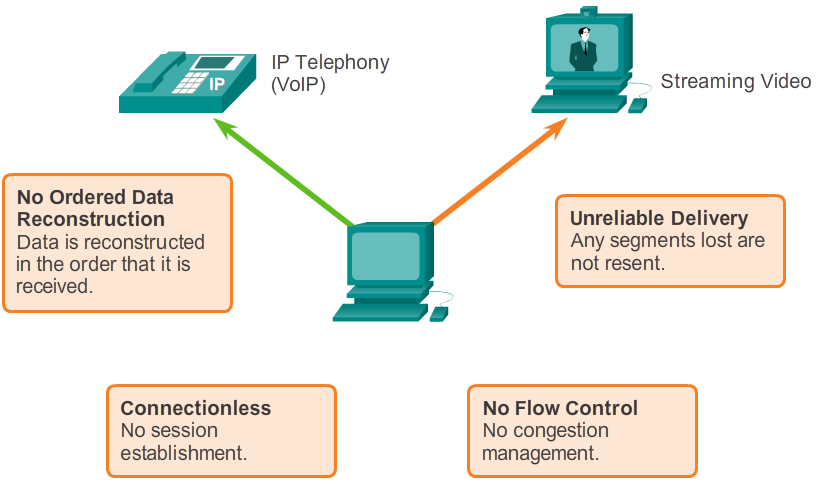 IP Telephony
(VoIP)
IP
Streaming Video
No Ordered Data
Reconstruction
Data is reconstructed
in the order that it is
received.
Unreliable Delivery
Any segments lost are
not resent.
Connectionless
No session
establishment.
No Flow Control
No congestion
management.